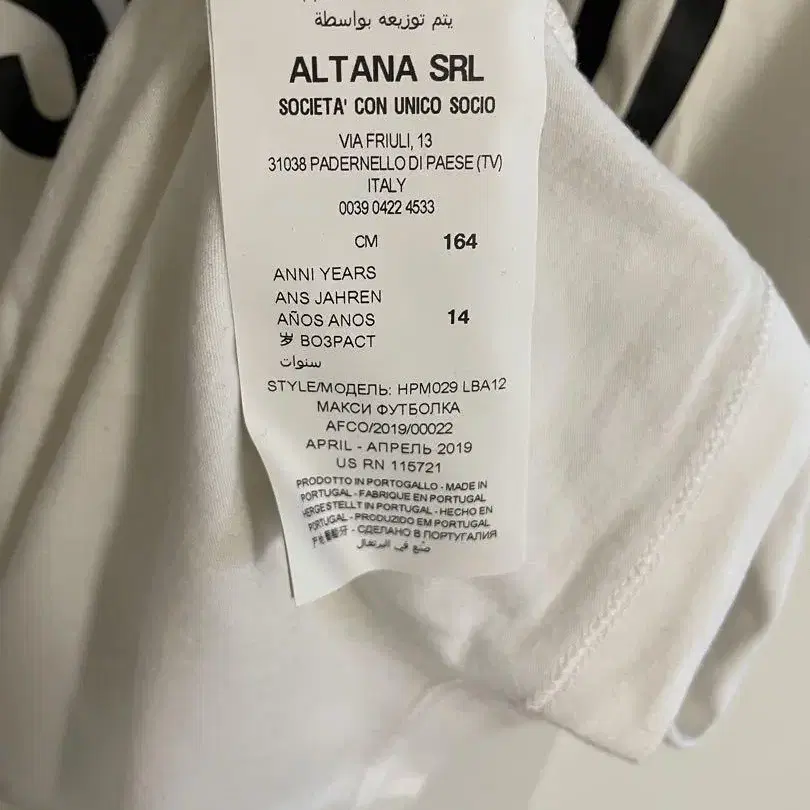 يتم توزيعه بواسطة
ALTANA SRL
SOCIETA' CON UNICO SOCIO
VIA FRIULI, 13
31038 PADERNELLO DI PAESE (TV)
ITALY
0039 0422 4533
CM 164
ANNI YEARS
ANS JAHREN
AÑOS ANOS 14
岁 ВОЗРАСТ
سنوات
STYLE/МОДЕЛЬ: HPM029 LBA12
МАКСИ ФУТБОЛКА
AFCO/2019/00022
APRIL - АПРЕЛЬ 2019
US RN 115721
PRODOTTO IN PORTOGALLO - MADE IN
PORTUGAL - FABRIQUE EN PORTUGAL
HERGESTELLT IN PORTUGAL - HECHO EN
PORTUGAL - PRODUZIDO EM PORTUGAL
产地葡萄牙 - СДЕЛАНО В ПОРТУГАЛИЯ
صنع في البرتغال